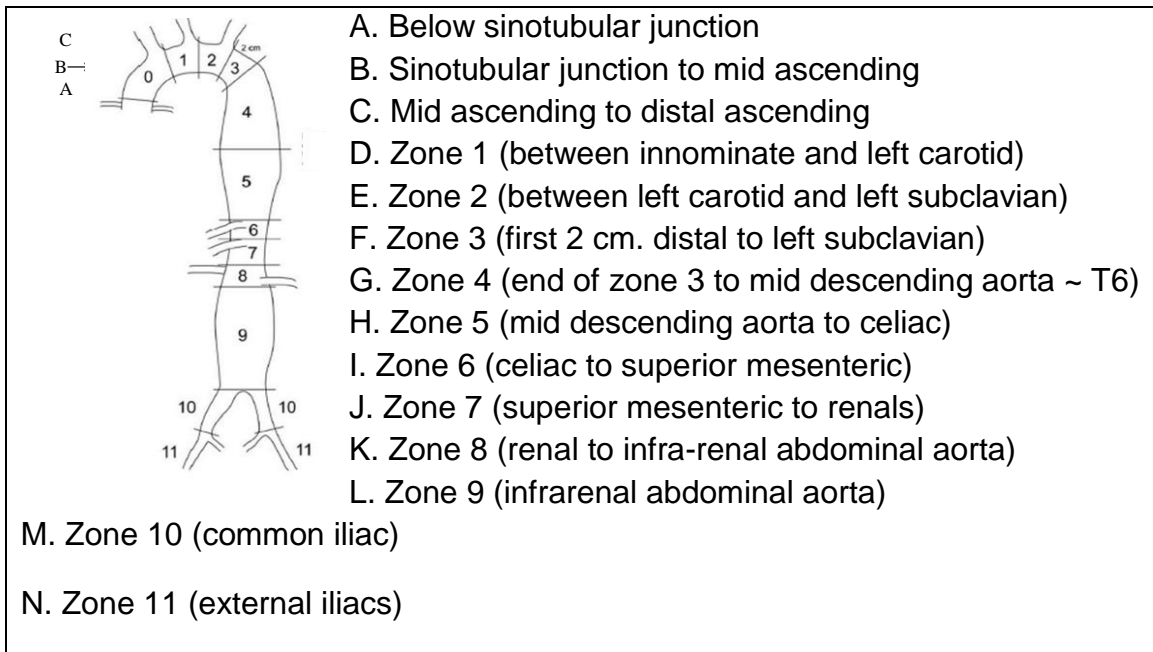 C
B
A
0
1
2
2 cm
3
4
5
6
7
8
9
10
10
11
11
A. Below sinotubular junction
B. Sinotubular junction to mid ascending
C. Mid ascending to distal ascending
D. Zone 1 (between innominate and left carotid)
E. Zone 2 (between left carotid and left subclavian)
F. Zone 3 (first 2 cm. distal to left subclavian)
G. Zone 4 (end of zone 3 to mid descending aorta ~ T6)
H. Zone 5 (mid descending aorta to celiac)
I. Zone 6 (celiac to superior mesenteric)
J. Zone 7 (superior mesenteric to renals)
K. Zone 8 (renal to infra-renal abdominal aorta)
L. Zone 9 (infrarenal abdominal aorta)
M. Zone 10 (common iliac)
N. Zone 11 (external iliacs)